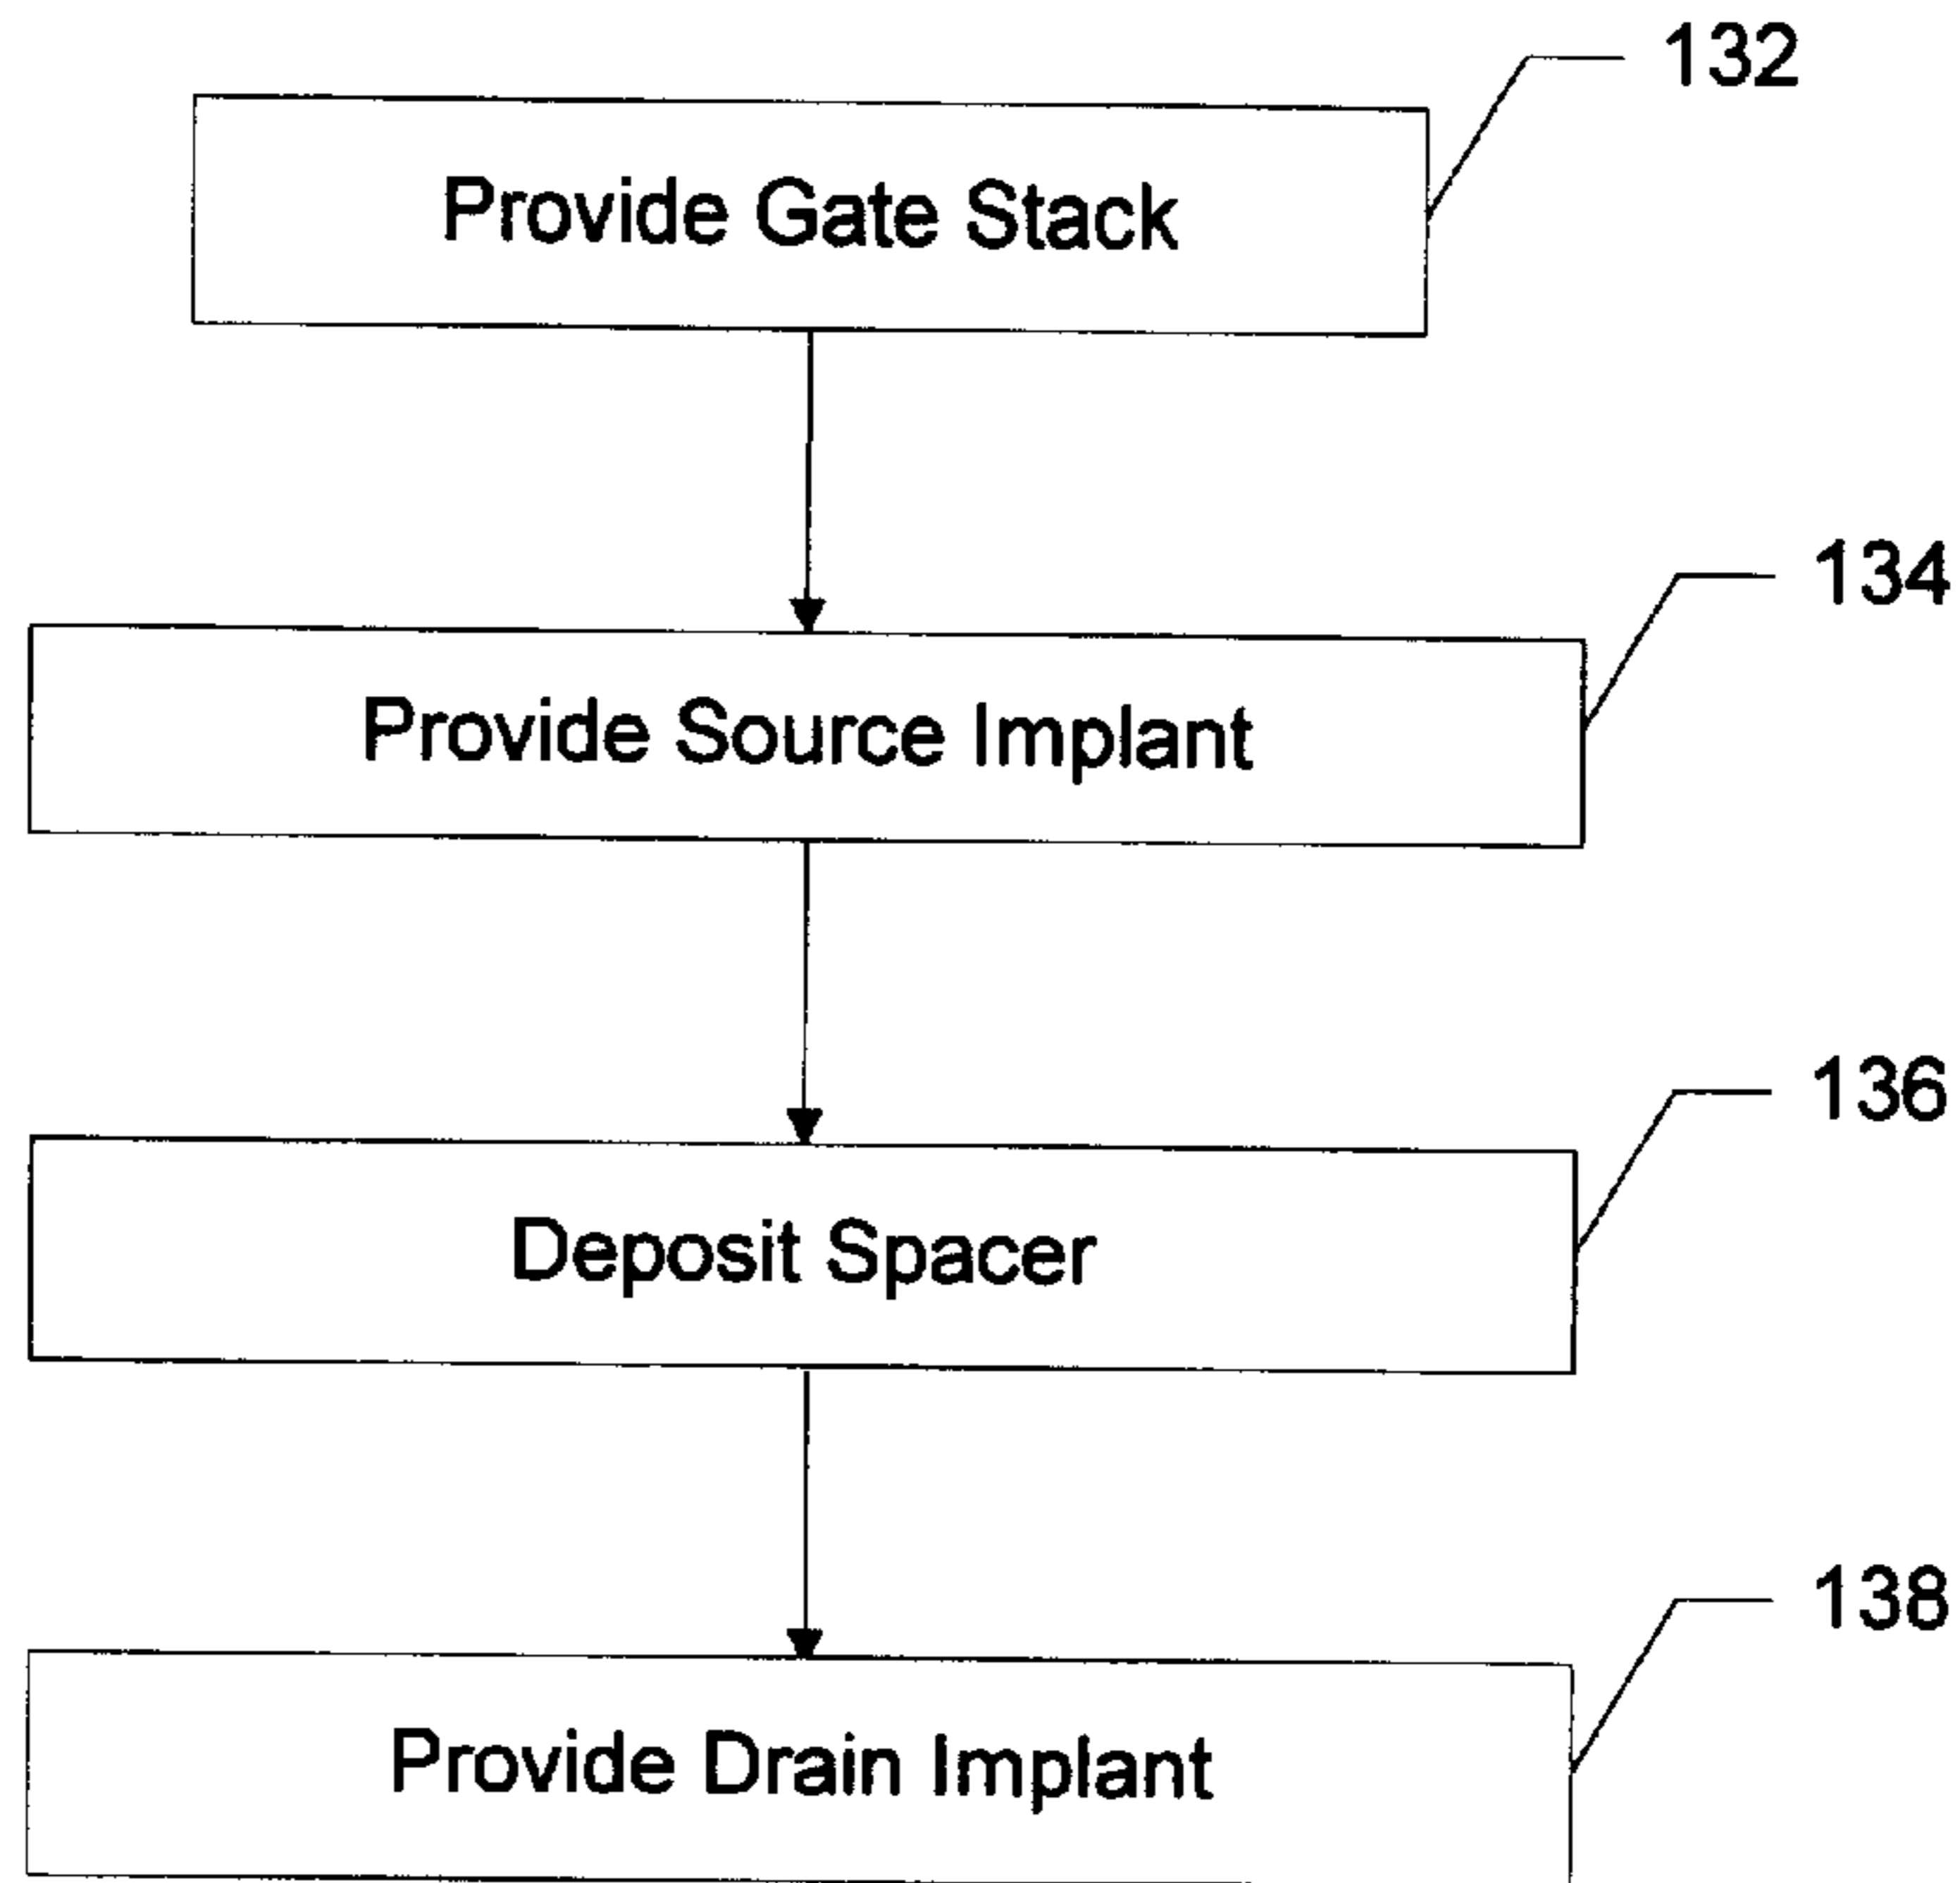 132
Provide Gate Stack
134
Provide Source Implant
136
Deposit Spacer
138
Provide Drain Implant